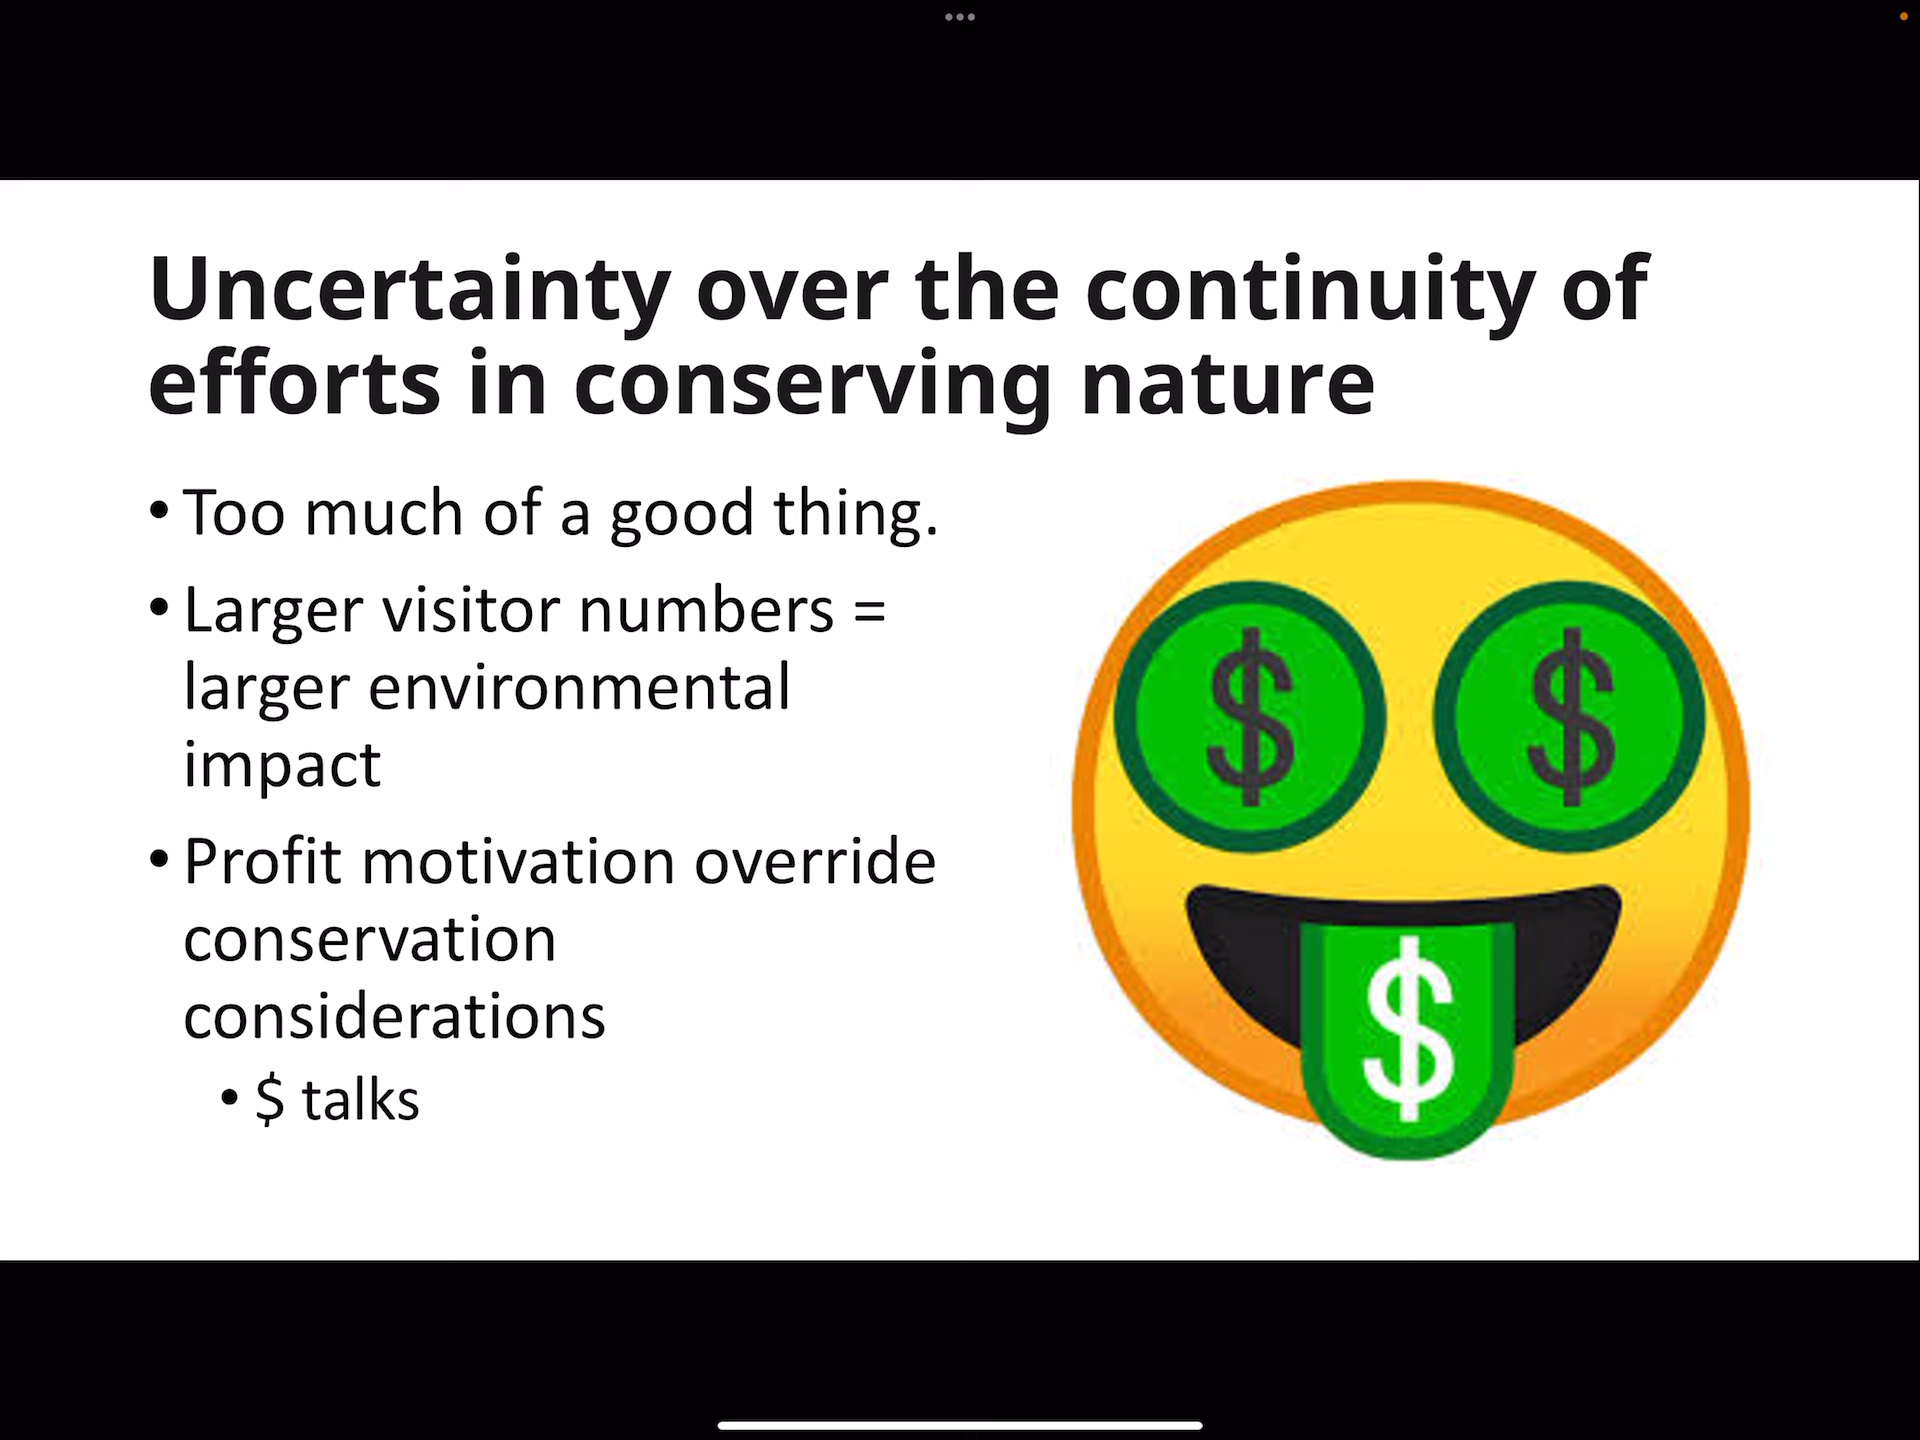 Uncertainty over the continuity of
efforts in conserving nature
• Too much of a good thing.
• Larger visitor numbers =
larger environmental
impact
• Profit motivation override
conservation
considerations
• $ talks
$ $
$